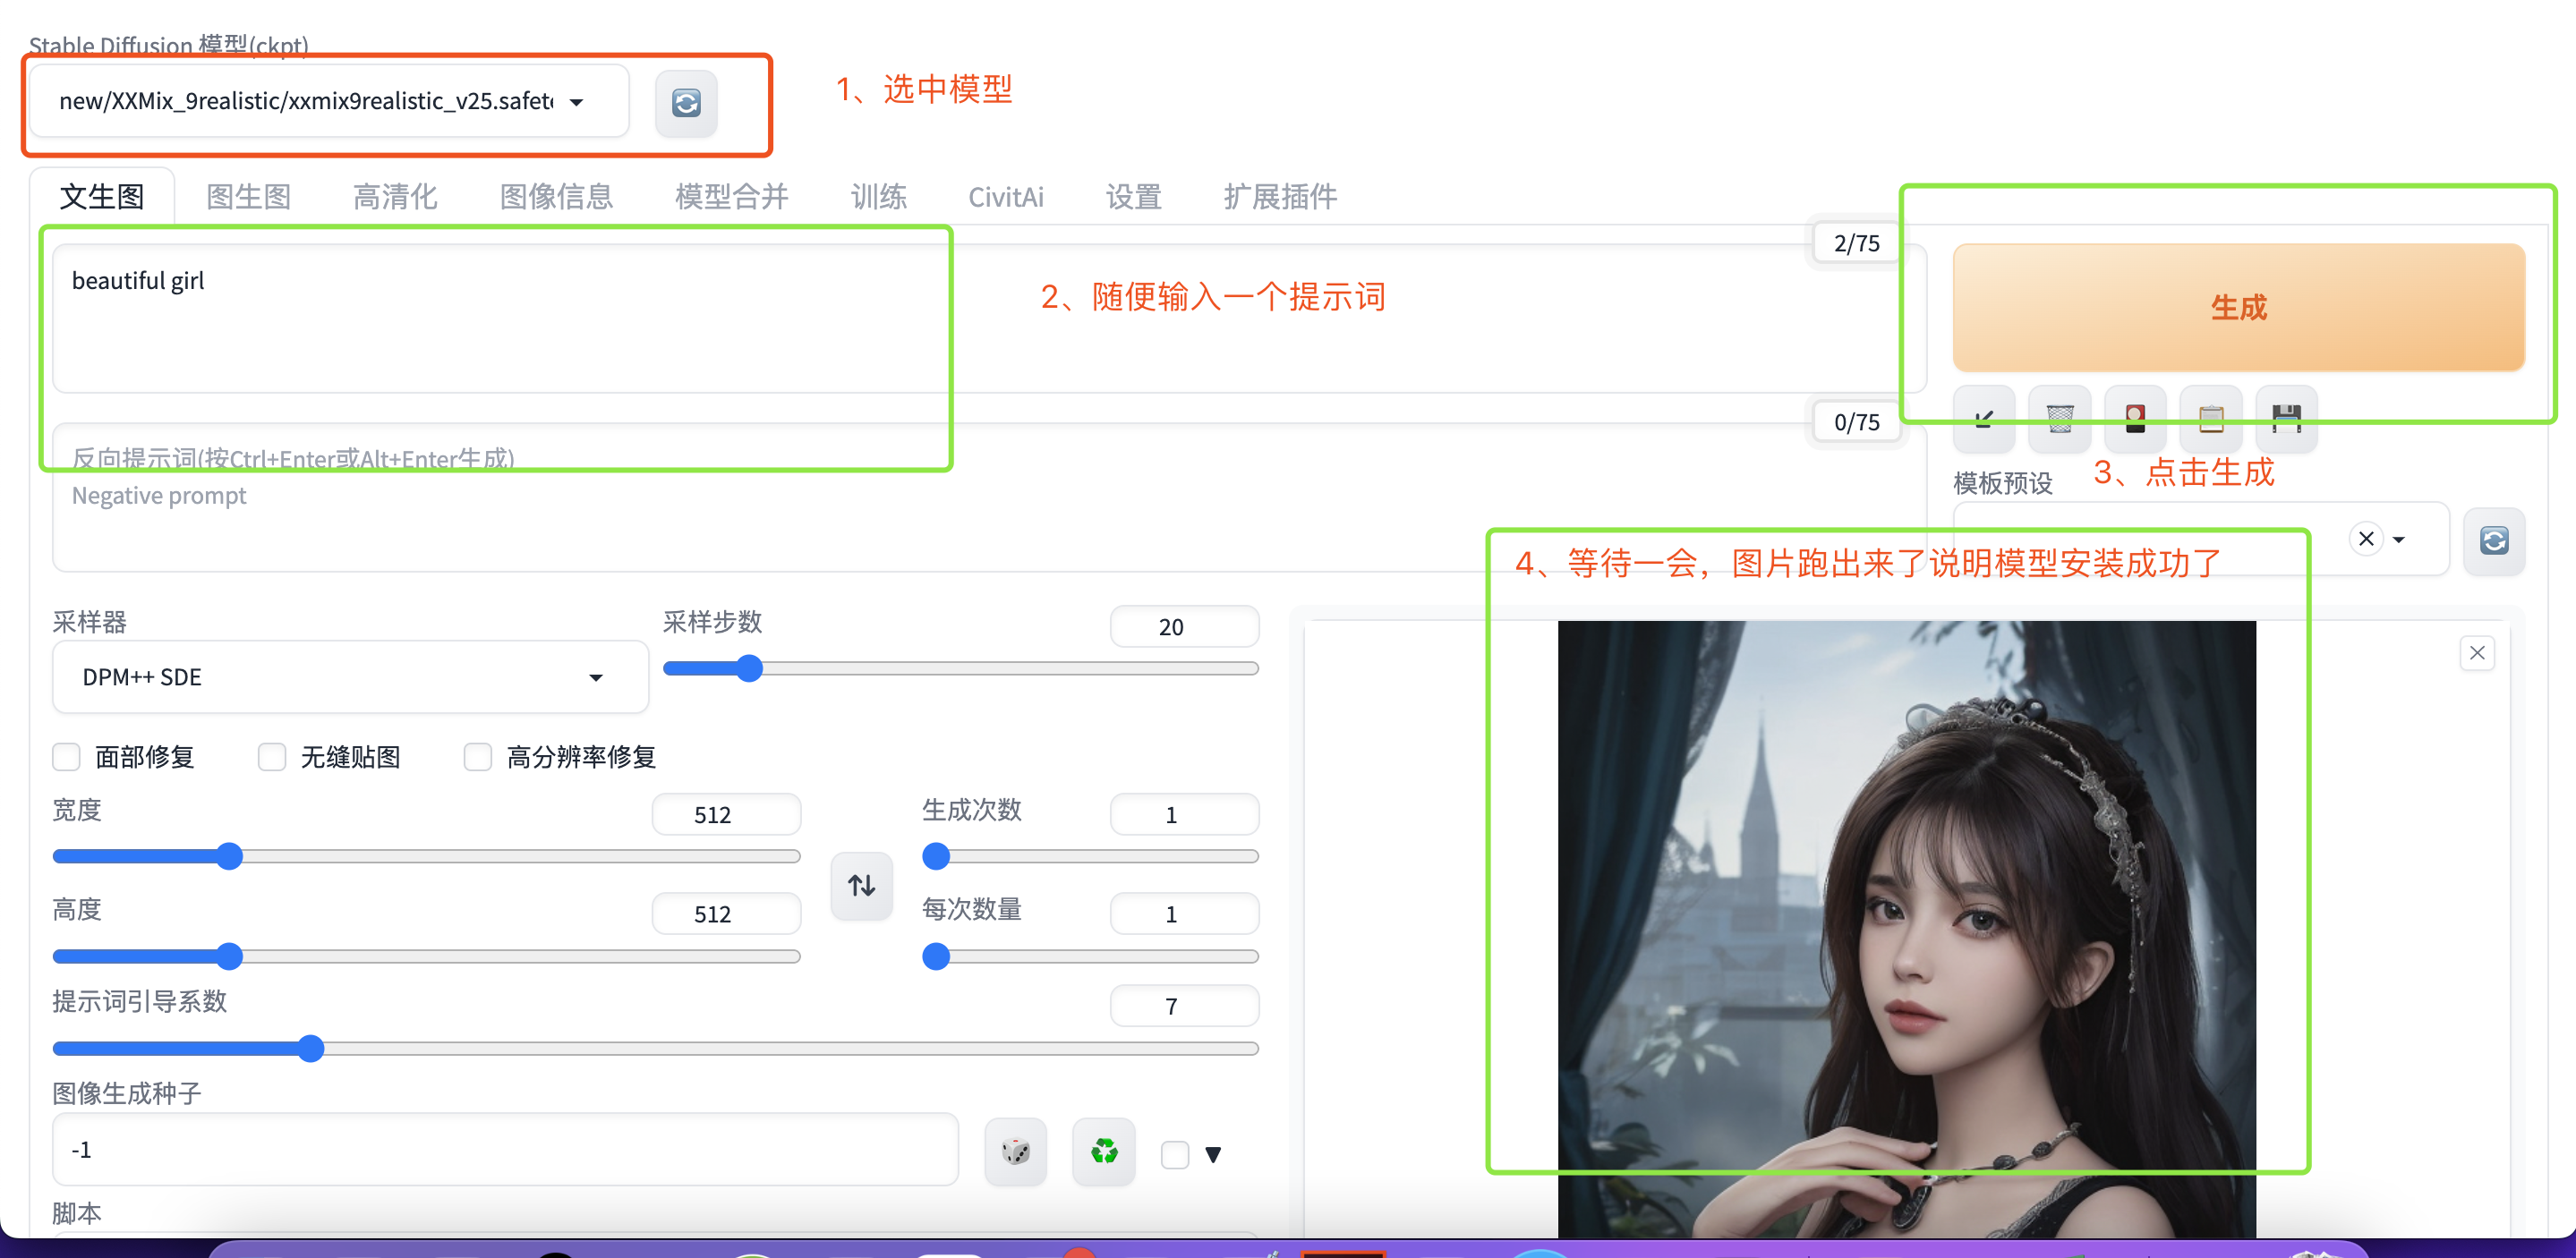 Stable Diffusion 模型(ckpt)
new/XXMix_9realistic/xxmix9realistic_v25.safete
1、选中模型
文生图 图生图 高清化 图像信息 模型合并 训练 CivitAi 设置 扩展插件
2/75
beautiful girl
2、随便输入一个提示词
生成
0/75
反向提示词(按Ctrl+Enter或Alt+Enter生成)
Negative prompt
3、点击生成
模板预设
4、等待一会，图片跑出来了说明模型安装成功了
采样器
采样步数
20
DPM++ SDE
面部修复 无缝贴图 高分辨率修复
宽度
512
生成次数
1
高度
512
每次数量
1
提示词引导系数
7
图像生成种子
-1
脚本